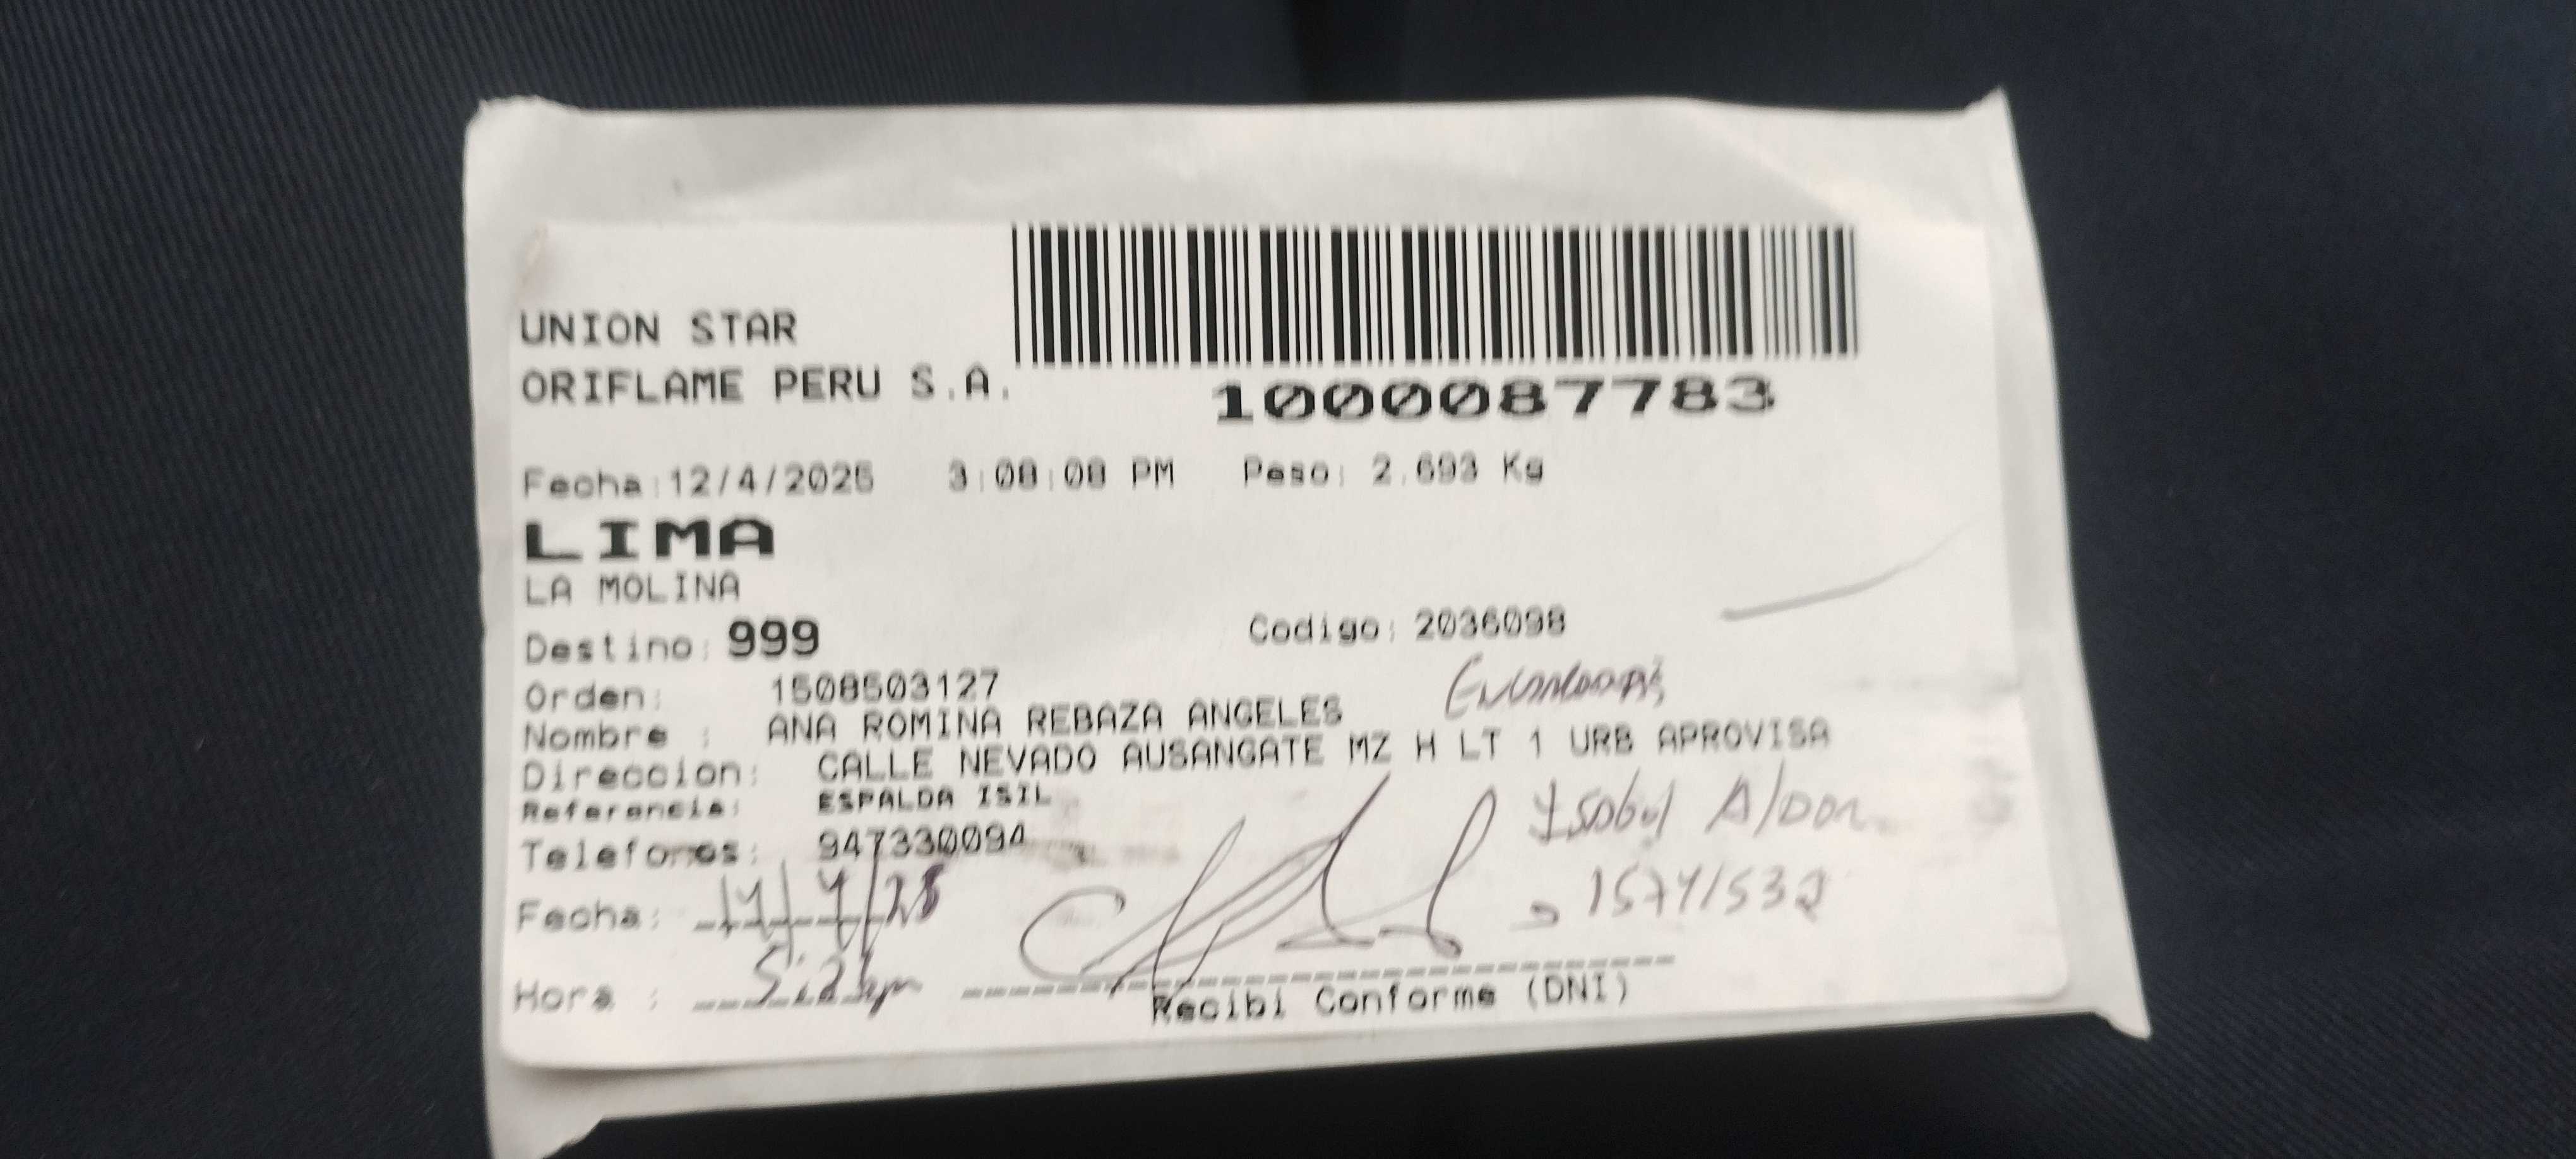 UNION STAR
ORIFLAME PERU S.A.
1000087783
Fecha:12/4/2025 3:08:08 PM Peso: 2.693 Kg
LIMA
LA MOLINA
Destino: 999 Codigo: 2036098
Orden: 1508503127
Nombre : ANA ROMINA REBAZA ANGELES
Direccion: CALLE NEVADO AUSANGATE MZ H LT 1 URB APROVISA
Referencia: ESPALDA ISIL
Telefonos: 947330094
Fecha:
Hora :
Recibi Conforme (DNI)